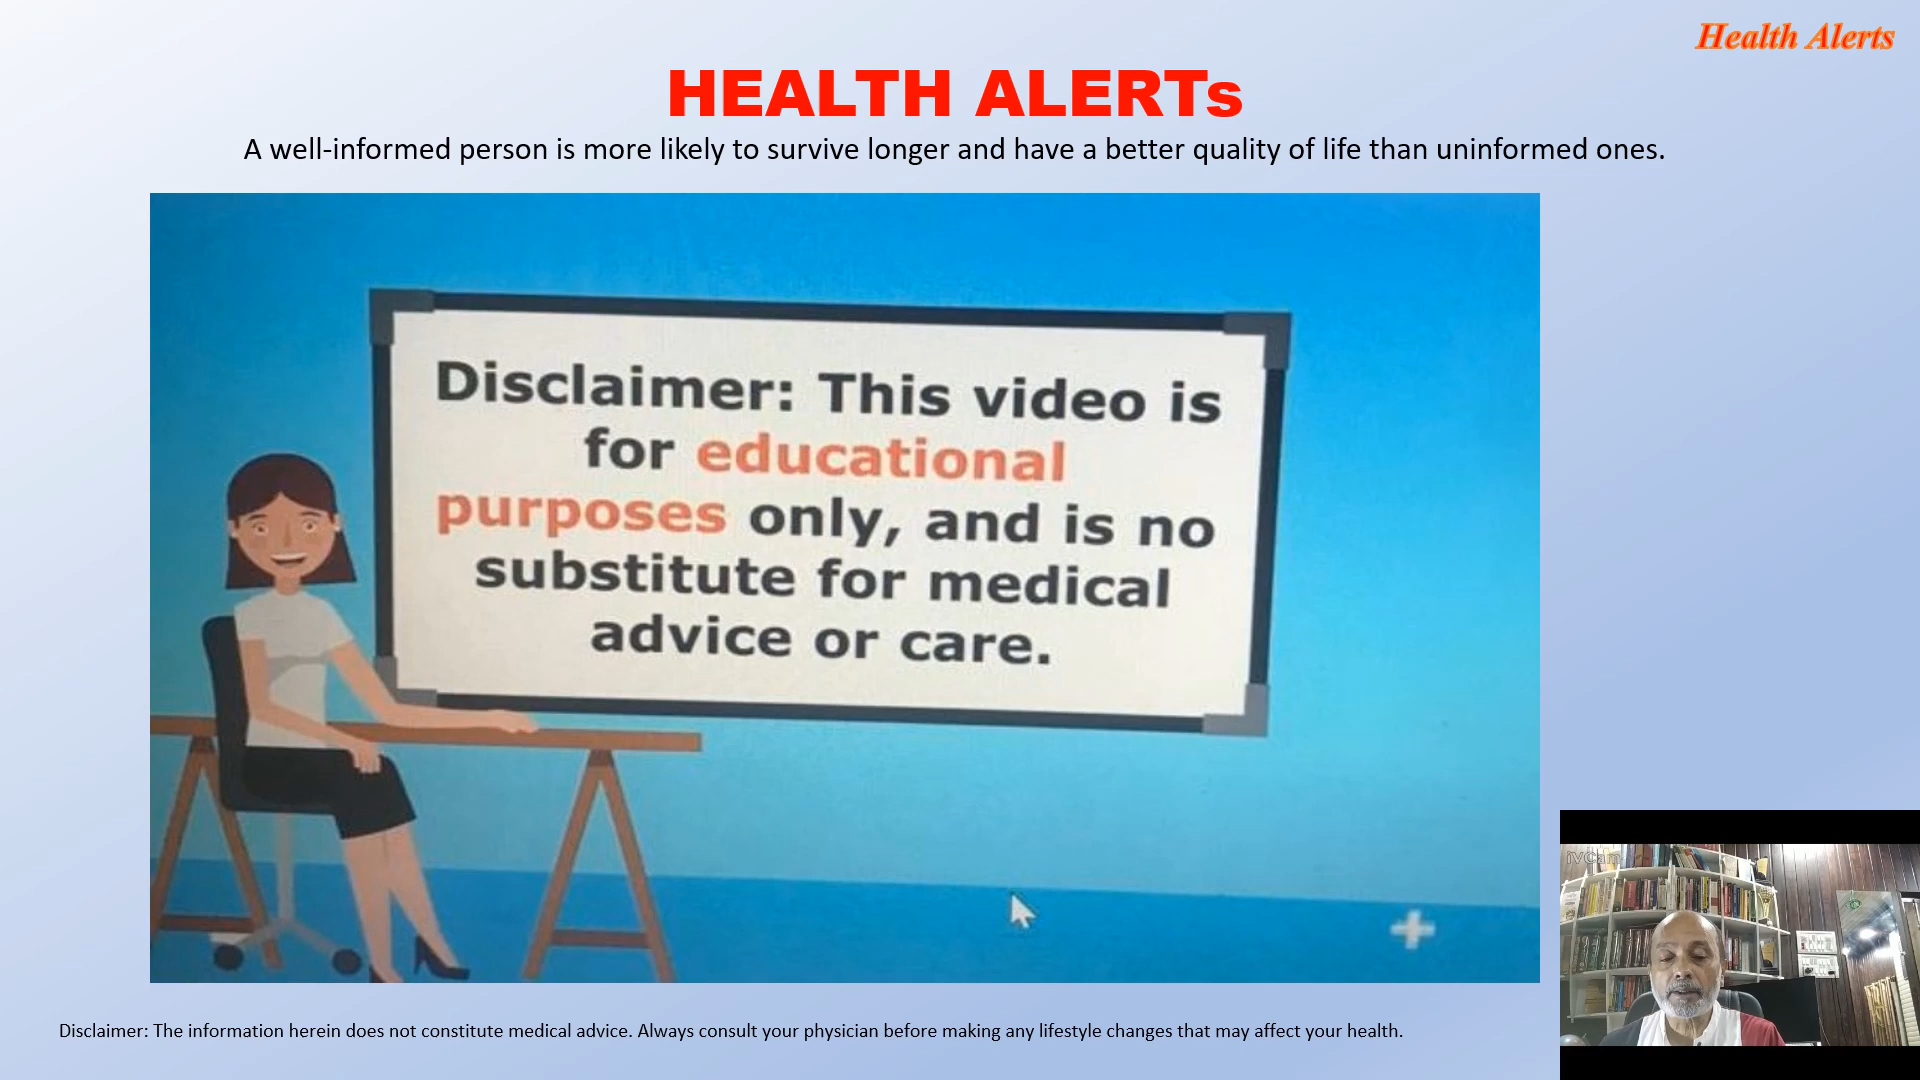 Health Alerts
HEALTH ALERTs
A well-informed person is more likely to survive longer and have a better quality of life than uninformed ones.
Disclaimer: This video is
for educational
purposes only, and is no
substitute for medical
advice or care.
Disclaimer: The information herein does not constitute medical advice. Always consult your physician before making any lifestyle changes that may affect your health.
iVCam